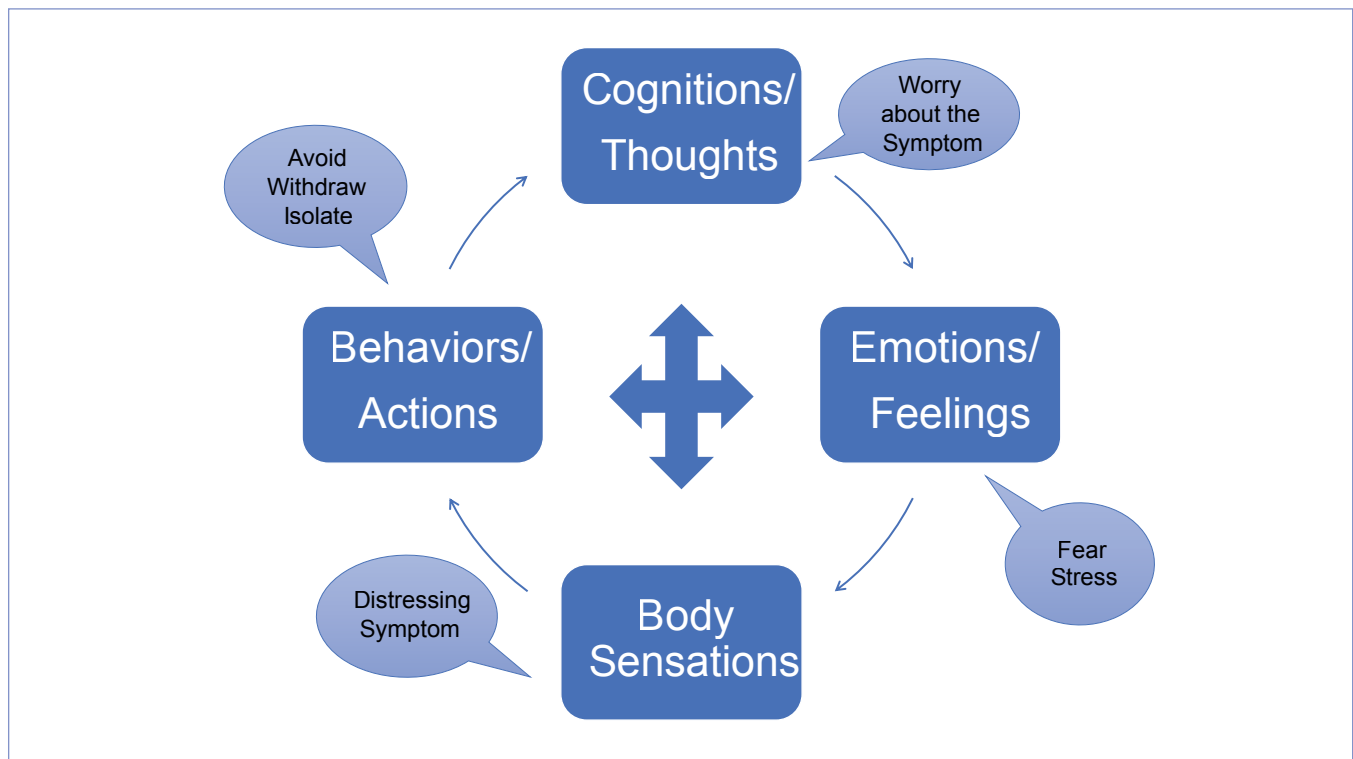 Cognitions/
Thoughts
Worry
about the
Symptom
Avoid
Withdraw
Isolate
Behaviors/
Actions
Emotions/
Feelings
Fear
Stress
Distressing
Symptom
Body
Sensations